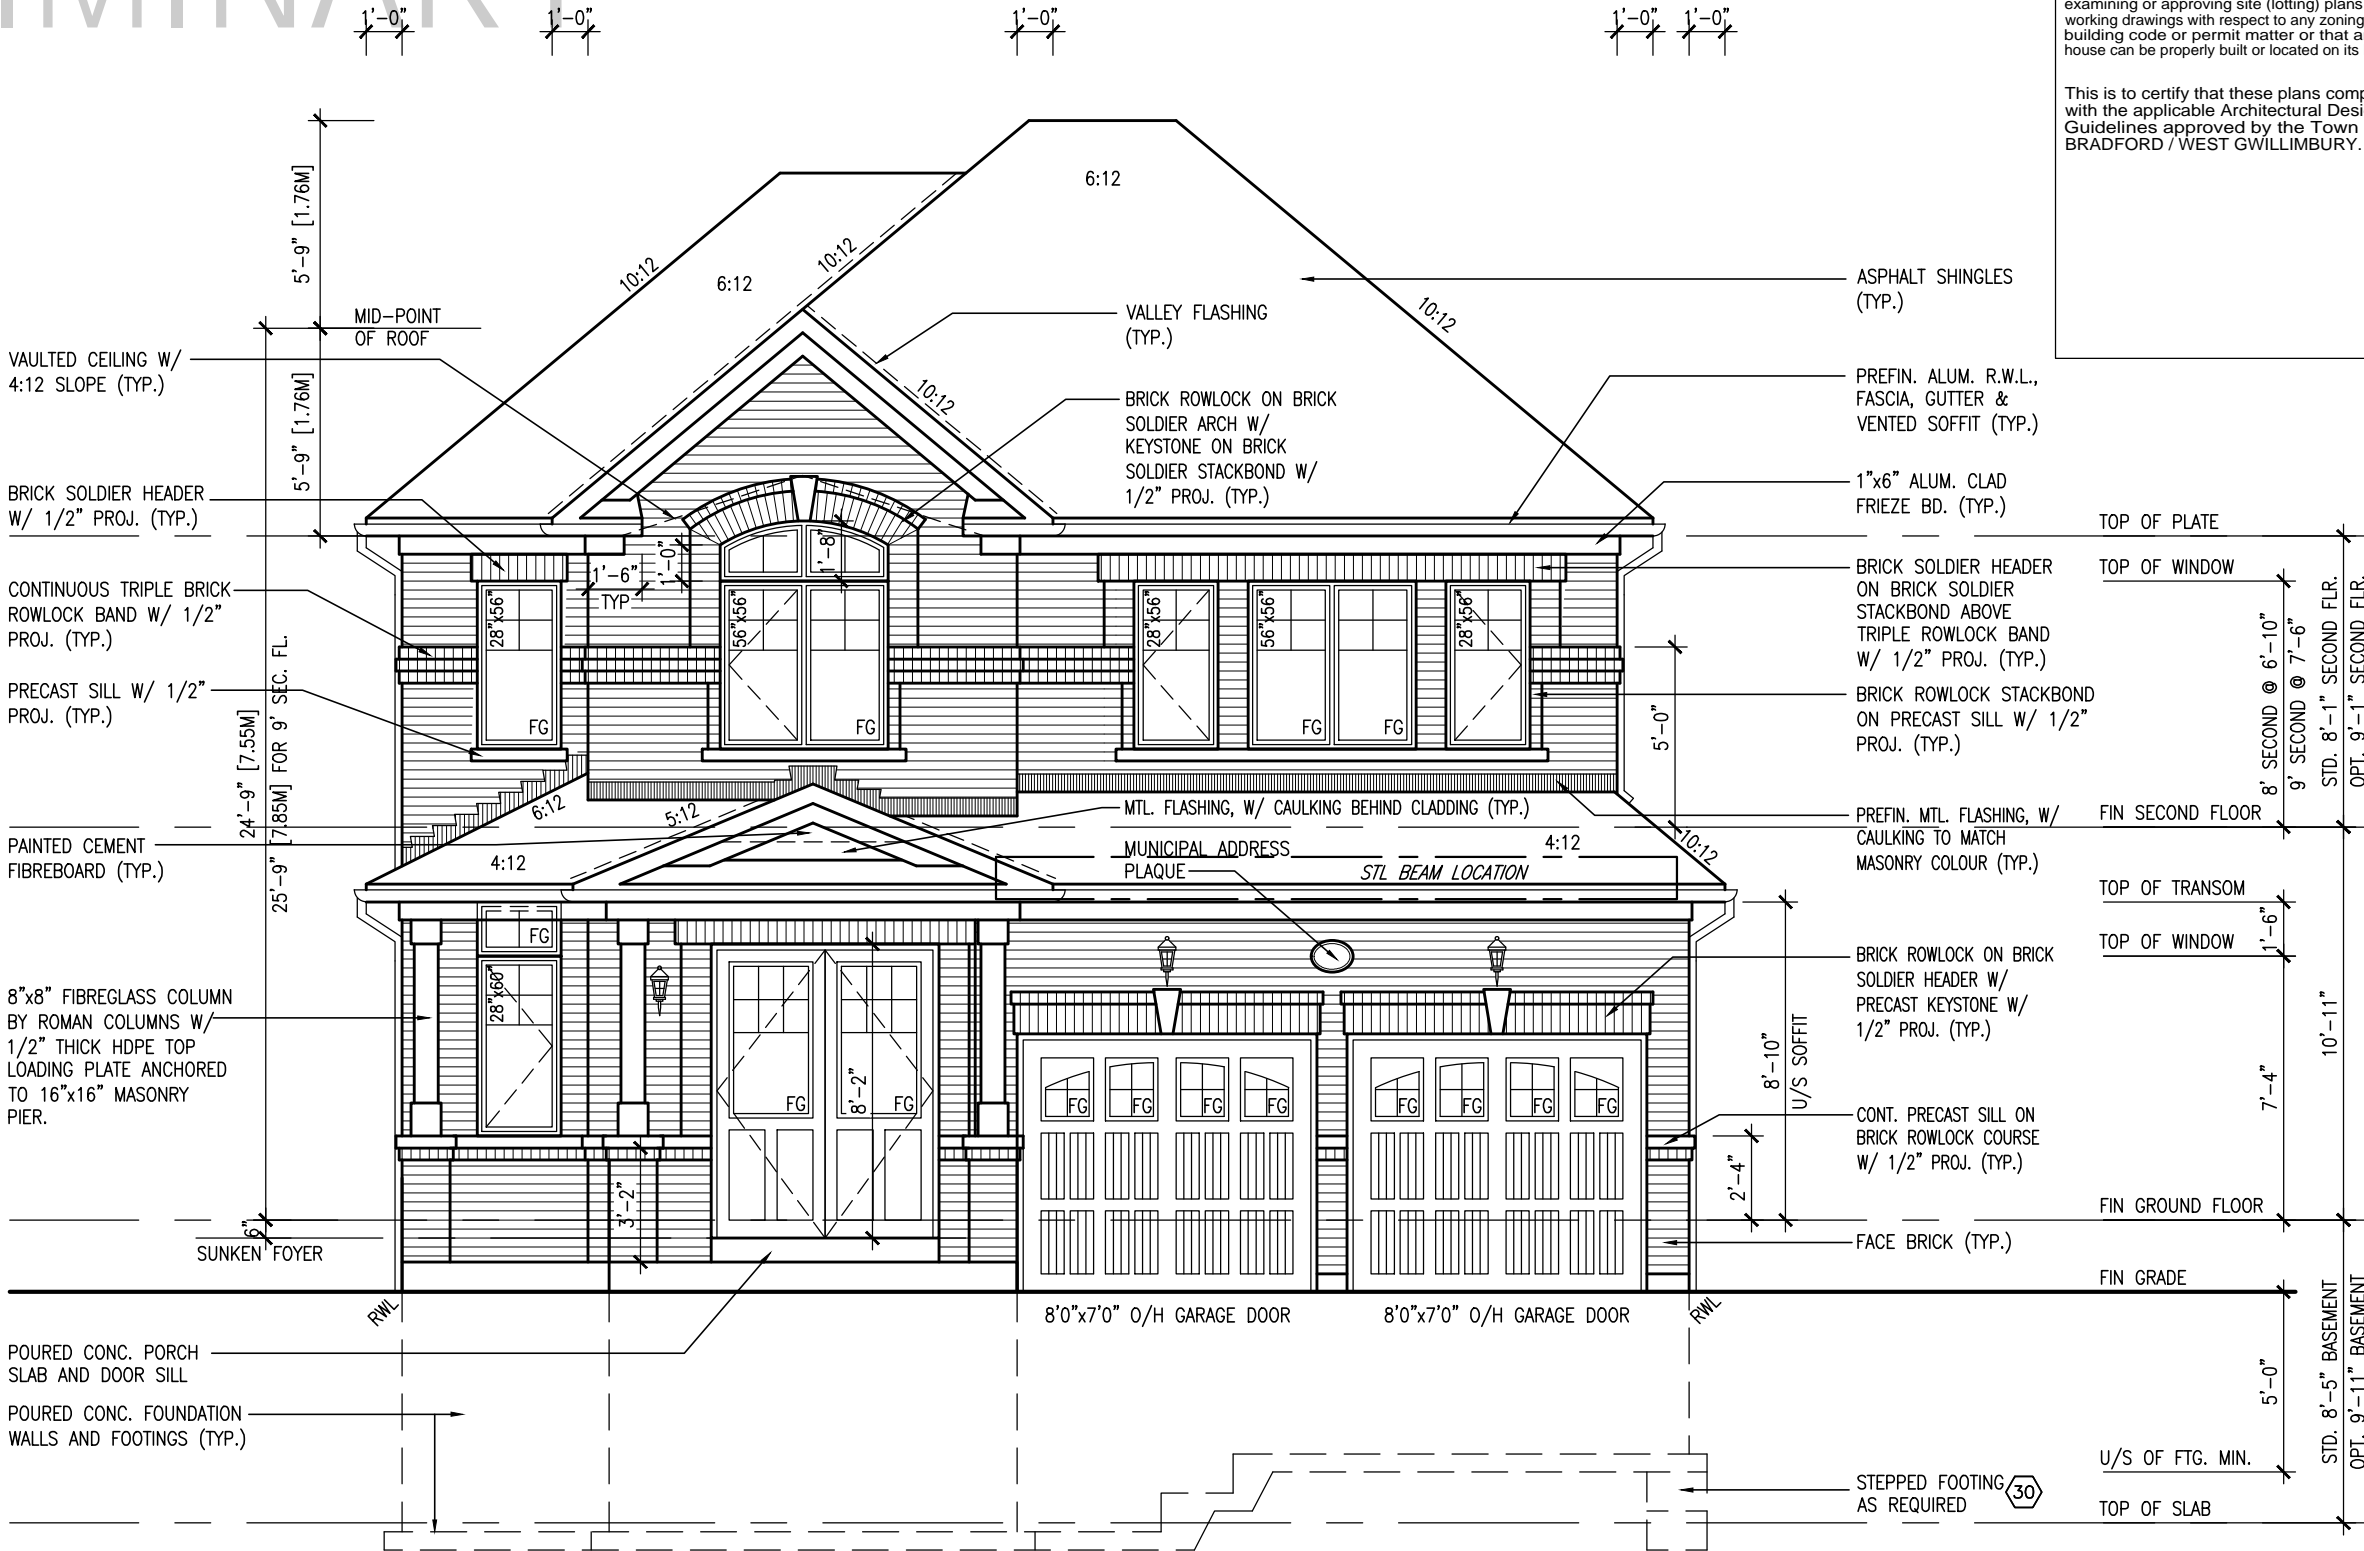 1'-0" 1'-0" 1'-0" 1'-0" 1'-0"
examining or approving site (lotting) plans
working drawings with respect to any zoning
building code or permit matter or that a
house can be properly built or located on its
This is to certify that these plans comp
with the applicable Architectural Desi
Guidelines approved by the Town
BRADFORD / WEST GWILLIMBURY.
5'-9" [1.76M]
5'-9" [1.76M]
MID-POINT
OF ROOF
24'-9" [7.55M]
25'-9" [7.85M] FOR 9' SEC. FL.
6"
SUNKEN FOYER
VAULTED CEILING W/
4:12 SLOPE (TYP.)
BRICK SOLDIER HEADER
W/ 1/2" PROJ. (TYP.)
CONTINUOUS TRIPLE BRICK
ROWLOCK BAND W/ 1/2"
PROJ. (TYP.)
PRECAST SILL W/ 1/2"
PROJ. (TYP.)
PAINTED CEMENT
FIBREBOARD (TYP.)
8"x8" FIBREGLASS COLUMN
BY ROMAN COLUMNS W/
1/2" THICK HDPE TOP
LOADING PLATE ANCHORED
TO 16"x16" MASONRY
PIER.
POURED CONC. PORCH
SLAB AND DOOR SILL
POURED CONC. FOUNDATION
WALLS AND FOOTINGS (TYP.)
10:12
6:12
10:12
6:12
10:12
10:12
VALLEY FLASHING
(TYP.)
BRICK ROWLOCK ON BRICK
SOLDIER ARCH W/
KEYSTONE ON BRICK
SOLDIER STACKBOND W/
1/2" PROJ. (TYP.)
1'-6"
TYP
1'-0"
1'-8"
28"x56"
56"x56"
28"x56"
56"x56"
28"x56"
FG
FG
FG
FG
6:12
5:12
4:12
4:12
10:12
MTL. FLASHING, W/ CAULKING BEHIND CLADDING (TYP.)
MUNICIPAL ADDRESS
PLAQUE
STL BEAM LOCATION
FG
28"x60"
3'-2"
FG
8'-2"
FG
FG FG FG FG
FG FG FG FG
RWL
8'0"x7'0" O/H GARAGE DOOR
8'0"x7'0" O/H GARAGE DOOR
RWL
5'-0"
8'-10"
U/S SOFFIT
2'-4"
ASPHALT SHINGLES
(TYP.)
PREFIN. ALUM. R.W.L.,
FASCIA, GUTTER &
VENTED SOFFIT (TYP.)
1"x6" ALUM. CLAD
FRIEZE BD. (TYP.)
BRICK SOLDIER HEADER
ON BRICK SOLDIER
STACKBOND ABOVE
TRIPLE ROWLOCK BAND
W/ 1/2" PROJ. (TYP.)
BRICK ROWLOCK STACKBOND
ON PRECAST SILL W/ 1/2"
PROJ. (TYP.)
PREFIN. MTL. FLASHING, W/
CAULKING TO MATCH
MASONRY COLOUR (TYP.)
BRICK ROWLOCK ON BRICK
SOLDIER HEADER W/
PRECAST KEYSTONE W/
1/2" PROJ. (TYP.)
CONT. PRECAST SILL ON
BRICK ROWLOCK COURSE
W/ 1/2" PROJ. (TYP.)
FACE BRICK (TYP.)
STEPPED FOOTING 30
AS REQUIRED
TOP OF PLATE
TOP OF WINDOW
FIN SECOND FLOOR
TOP OF TRANSOM
TOP OF WINDOW
FIN GROUND FLOOR
FIN GRADE
U/S OF FTG. MIN.
TOP OF SLAB
8' SECOND @ 6'-10"
9' SECOND @ 7'-6"
STD. 8'-1" SECOND FLR.
OPT. 9'-1" SECOND FLR.
1'-6"
7'-4"
10'-11"
5'-0"
STD. 8'-5" BASEMENT
OPT. 9'-11" BASEMENT